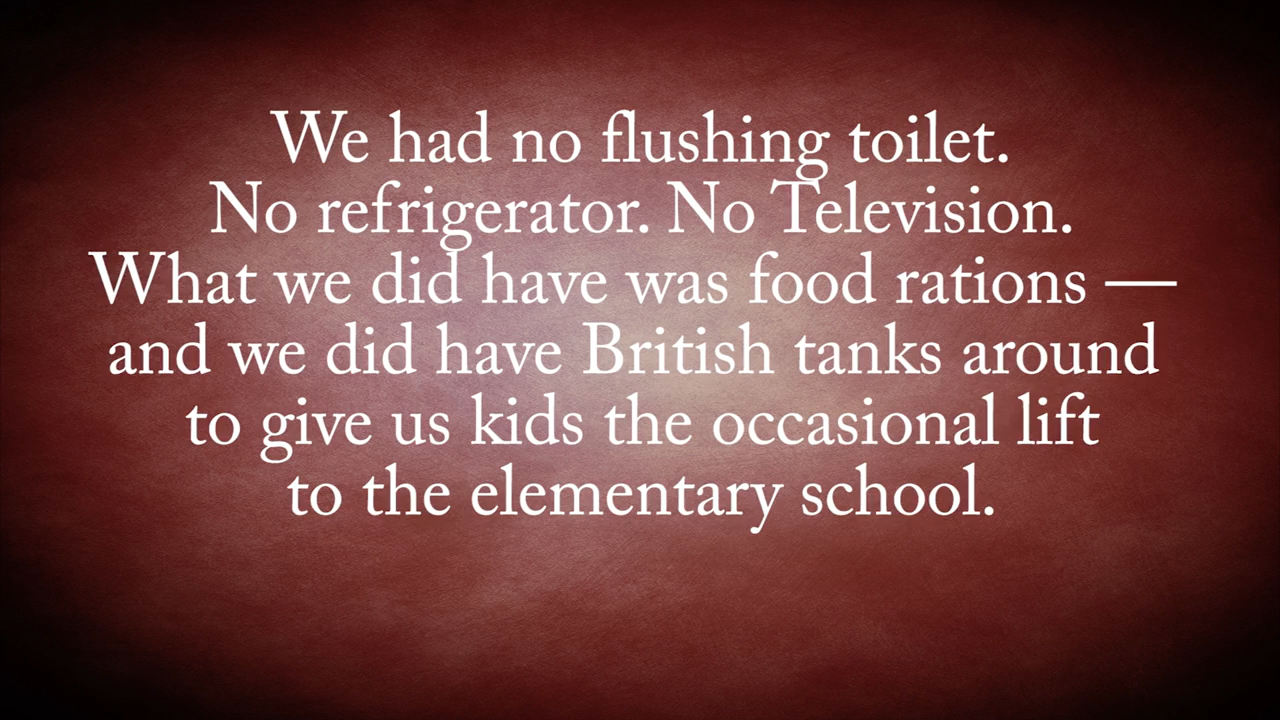 We had no flushing toilet.
No refrigerator. No Television.
What we did have was food rations —
and we did have British tanks around
to give us kids the occasional lift
to the elementary school.